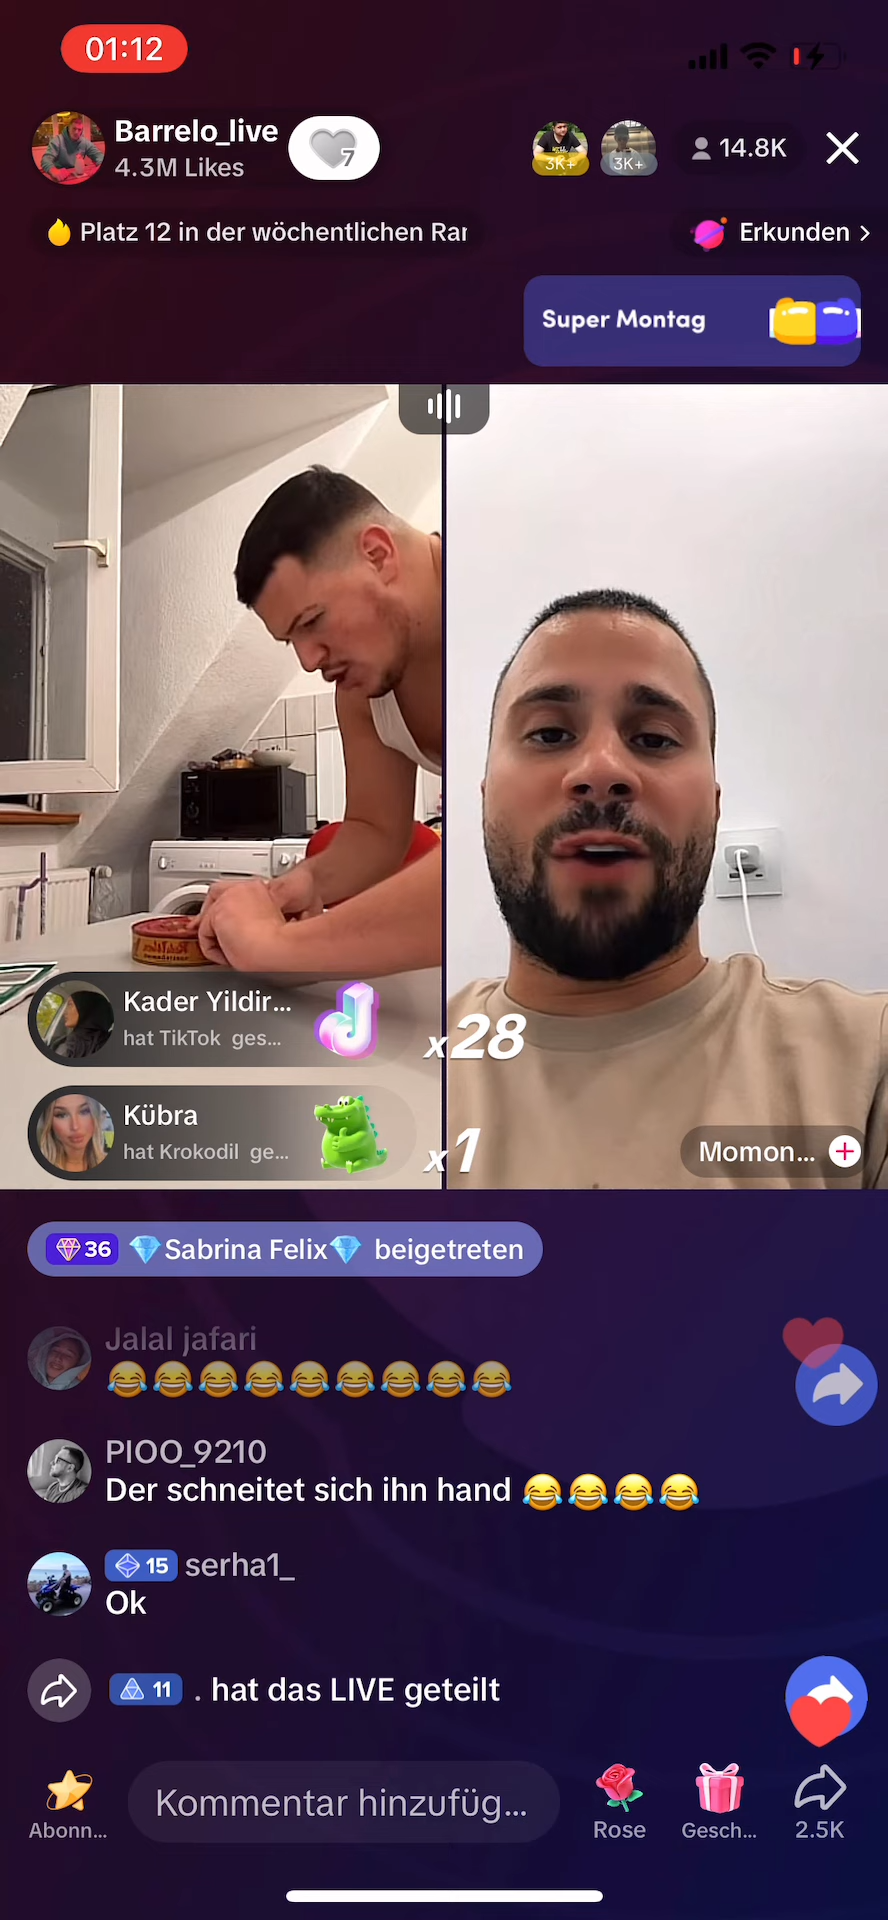 01:12
Barrelo_live
4.3M Likes
7
3K+
3K+
14.8K
Platz 12 in der wöchentlichen Rar
Erkunden >
Super Montag
Kader Yildir...
hat TikTok ges...
x28
Kübra
hat Krokodil ge...
x1
Momon...
36 💎Sabrina Felix💎 beigetreten
Jalal jafari
😂😂😂😂😂😂😂😂😂
PIOO_9210
Der schneitet sich ihn hand 😂😂😂😂
15 serha1_
Ok
11 . hat das LIVE geteilt
Kommentar hinzufüg...
Abonn...
Rose
Gesch...
2.5K